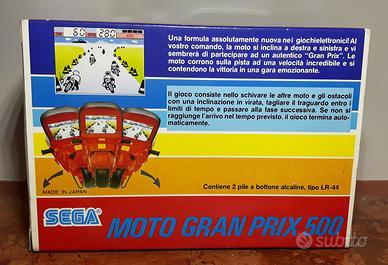 TIME
60
SPEED
280
Una formula assolutamente nuova nei giochielettronici! Al
vostro comando, la moto si inclina a destra e sinistra e vi
sembrerà di partecipare ad un autentico "Gran Prix". Le
moto corrono sulla pista ad una velocità incredibile e si
contendono la vittoria in una gara emozionante.
Il gioco consiste nello schivare le altre moto e gli ostacoli
con una inclinazione in virata, tagliare il traguardo entro i
limiti di tempo e passare alla fase successiva. Se non si
raggiunge l'arrivo nel tempo previsto, il gioco termina auto-
maticamente.
MADE IN JAPAN
Contiene 2 pile a bottone alcaline, tipo LR-44
SEGA
MOTO GRAN PRIX 500
subito